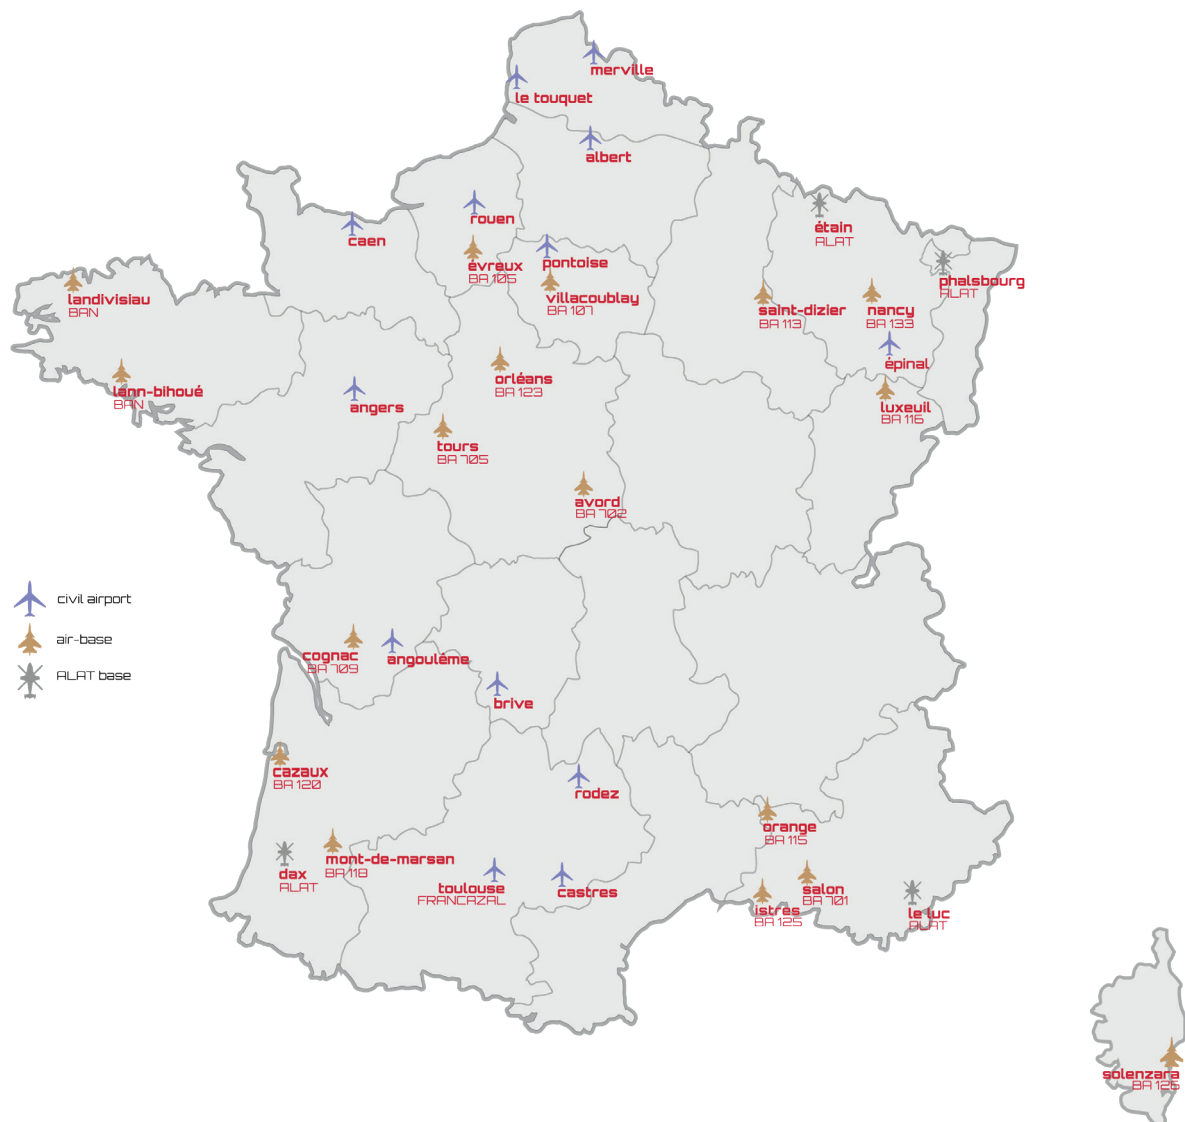 merville
le touquet
albert
rouen
caen
étain
ALAT
évreux
BA 105
pontoise
phalsbourg
ALAT
landivisiau
BAN
villacoublay
BA 107
saint-dizier
BA 113
nancy
BA 133
épinal
orléans
BA 123
lann-bihoué
BAN
angers
luxeuil
BA 116
tours
BA 705
avord
BA 702
civil airport
air-base
ALAT base
cognac
BA 709
angoulême
brive
cazaux
BA 120
rodez
orange
BA 115
mont-de-marsan
BA 118
dax
ALAT
toulouse
FRANCAZAL
castres
salon
BA 701
istres
BA 125
le luc
ALAT
solenzara
BA 126